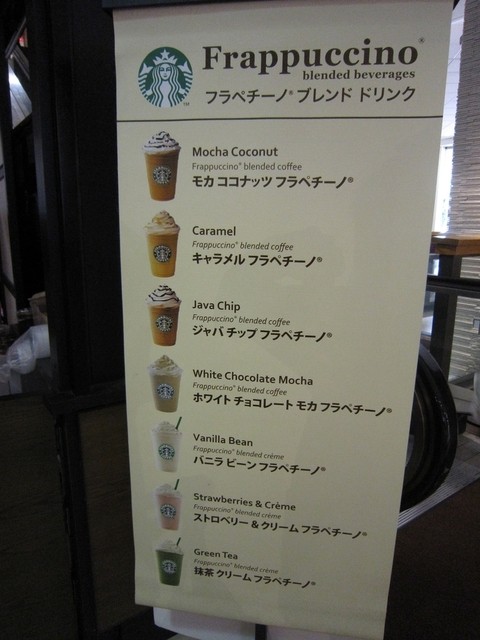 Frappuccino®
blended beverages
フラペチーノ® ブレンド ドリンク
TM
Mocha Coconut
Frappuccino® blended coffee
モカ ココナッツ フラペチーノ®
Caramel
Frappuccino® blended coffee
キャラメル フラペチーノ®
Java Chip
Frappuccino® blended coffee
ジャバ チップ フラペチーノ®
White Chocolate Mocha
Frappuccino® blended coffee
ホワイト チョコレート モカ フラペチーノ®
Vanilla Bean
Frappuccino® blended crème
バニラ ビーン フラペチーノ®
Strawberries & Crème
Frappuccino® blended crème
ストロベリー & クリーム フラペチーノ®
Green Tea
Frappuccino® blended crème
抹茶 クリーム フラペチーノ®